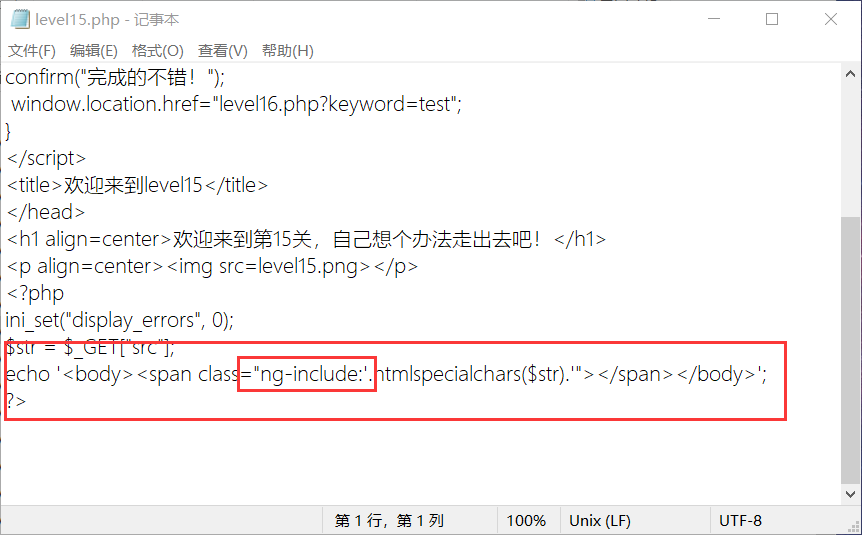 level15.php - 记事本
文件(F) 编辑(E) 格式(O) 查看(V) 帮助(H)
confirm("完成的不错！");
window.location.href="level16.php?keyword=test";
}
</script>
<title>欢迎来到level15</title>
</head>
<h1 align=center>欢迎来到第15关，自己想个办法走出去吧！</h1>
<p align=center><img src=level15.png></p>
<?php
ini_set("display_errors", 0);
$str = $_GET["src"];
echo '<body><span class="ng-include:'.htmlspecialchars($str).'"></span></body>';
?>
第 1 行，第 1 列 100% Unix (LF) UTF-8